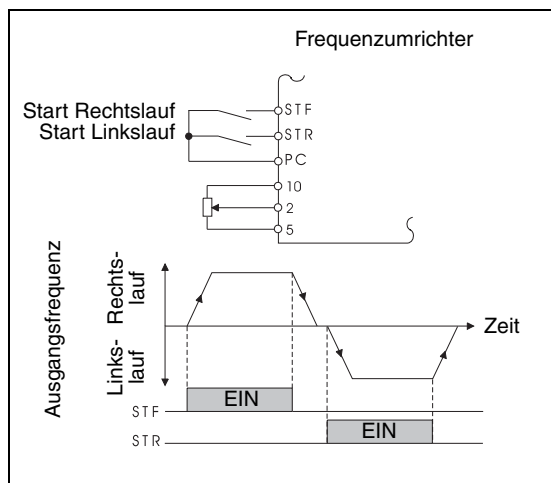 Frequenzumrichter
Start Rechtslauf
Start Linkslauf
STF
STR
PC
10
2
5
Ausgangsfrequenz
Rechts-
lauf
Links-
lauf
Zeit
EIN
STF
EIN
STR